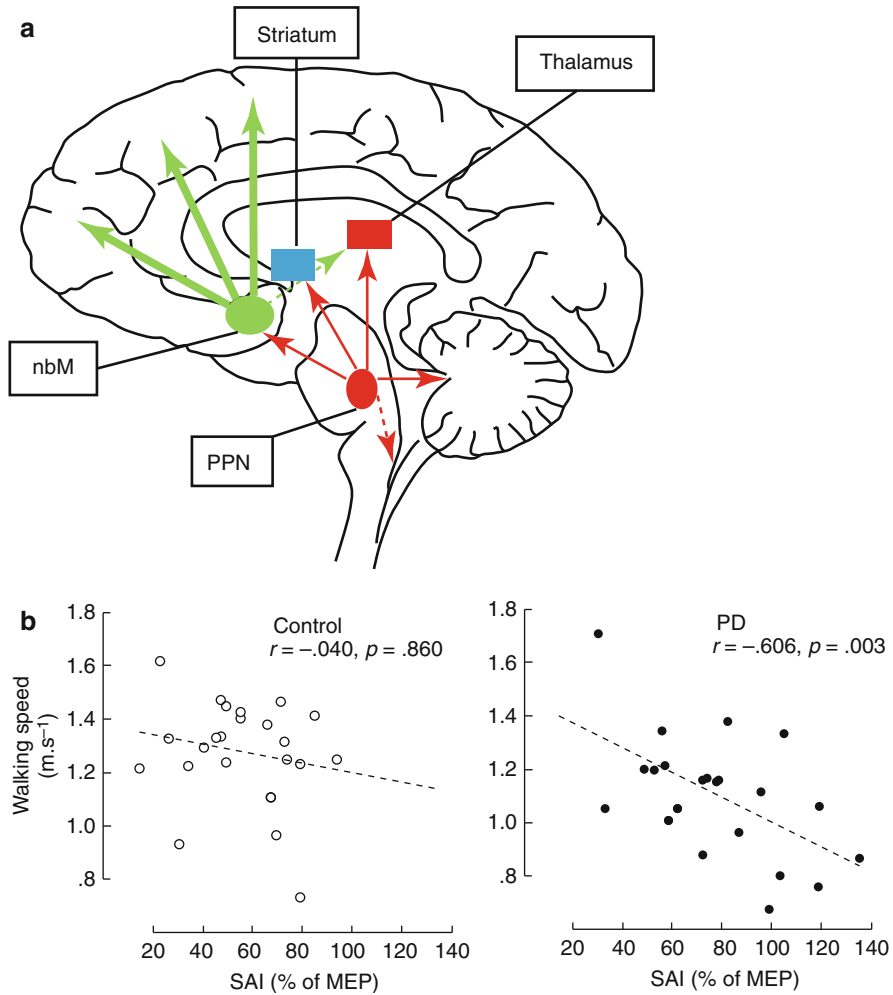 a
Striatum
Thalamus
nbM
PPN
b
Control
r = –.040, p = .860
1.8
1.6
1.4
1.2
1.0
.8
Walking speed
(m.s–1)
20 40 60 80 100 120 140
SAI (% of MEP)
PD
r = –.606, p = .003
1.8
1.6
1.4
1.2
1.0
.8
20 40 60 80 100 120 140
SAI (% of MEP)